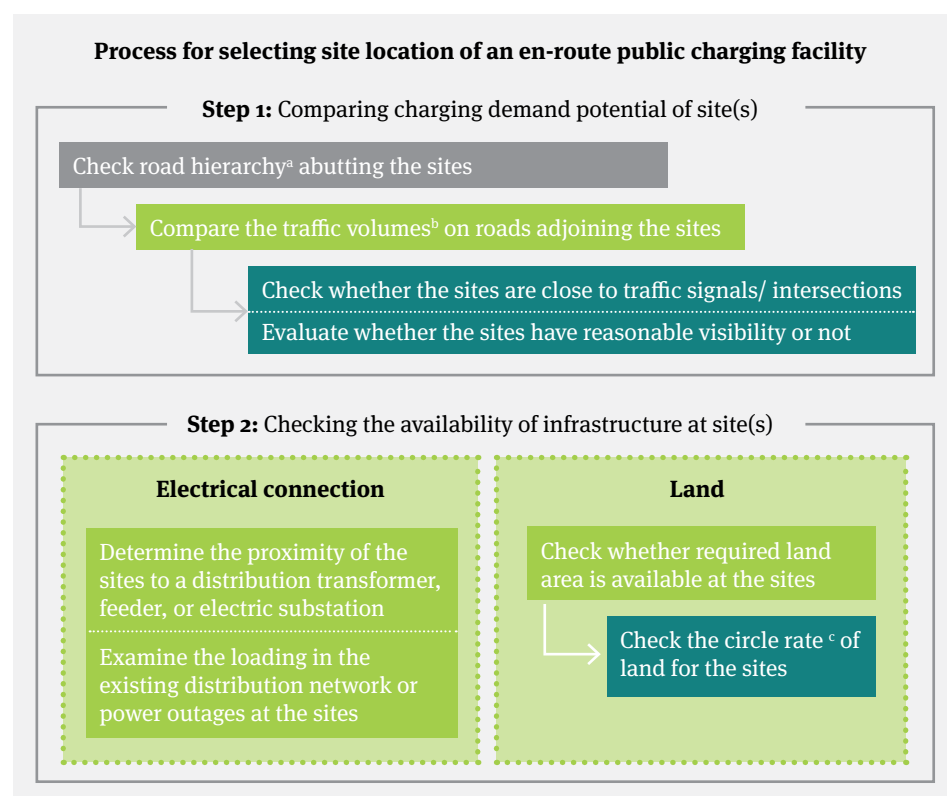 Process for selecting site location of an en-route public charging facility
Step 1: Comparing charging demand potential of site(s)
Check road hierarchyᵃ abutting the sites
Compare the traffic volumesᵇ on roads adjoining the sites
Check whether the sites are close to traffic signals/ intersections
Evaluate whether the sites have reasonable visibility or not
Step 2: Checking the availability of infrastructure at site(s)
Electrical connection
Determine the proximity of the
sites to a distribution transformer,
feeder, or electric substation
Examine the loading in the
existing distribution network or
power outages at the sites
Land
Check whether required land
area is available at the sites
Check the circle rate ᶜ of
land for the sites